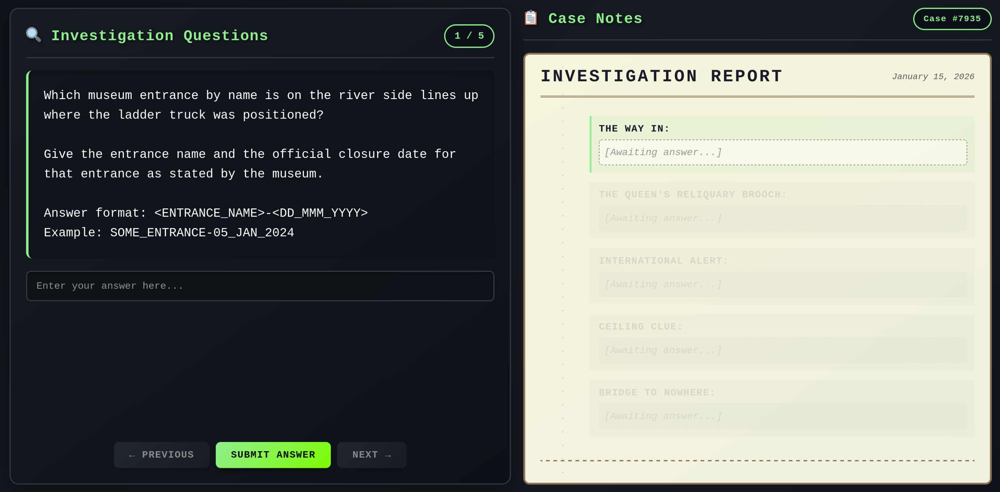 Investigation Questions
1 / 5
Which museum entrance by name is on the river side lines up
where the ladder truck was positioned?
Give the entrance name and the official closure date for
that entrance as stated by the museum.
Answer format: <ENTRANCE_NAME>-<DD_MMM_YYYY>
Example: SOME_ENTRANCE-05_JAN_2024
Enter your answer here...
← PREVIOUS
SUBMIT ANSWER
NEXT →
Case Notes
Case #7935
INVESTIGATION REPORT
January 15, 2026
THE WAY IN:
[Awaiting answer...]
THE QUEEN'S RELIQUARY BROOCH:
[Awaiting answer...]
INTERNATIONAL ALERT:
[Awaiting answer...]
CEILING CLUE:
[Awaiting answer...]
BRIDGE TO NOWHERE:
[Awaiting answer...]